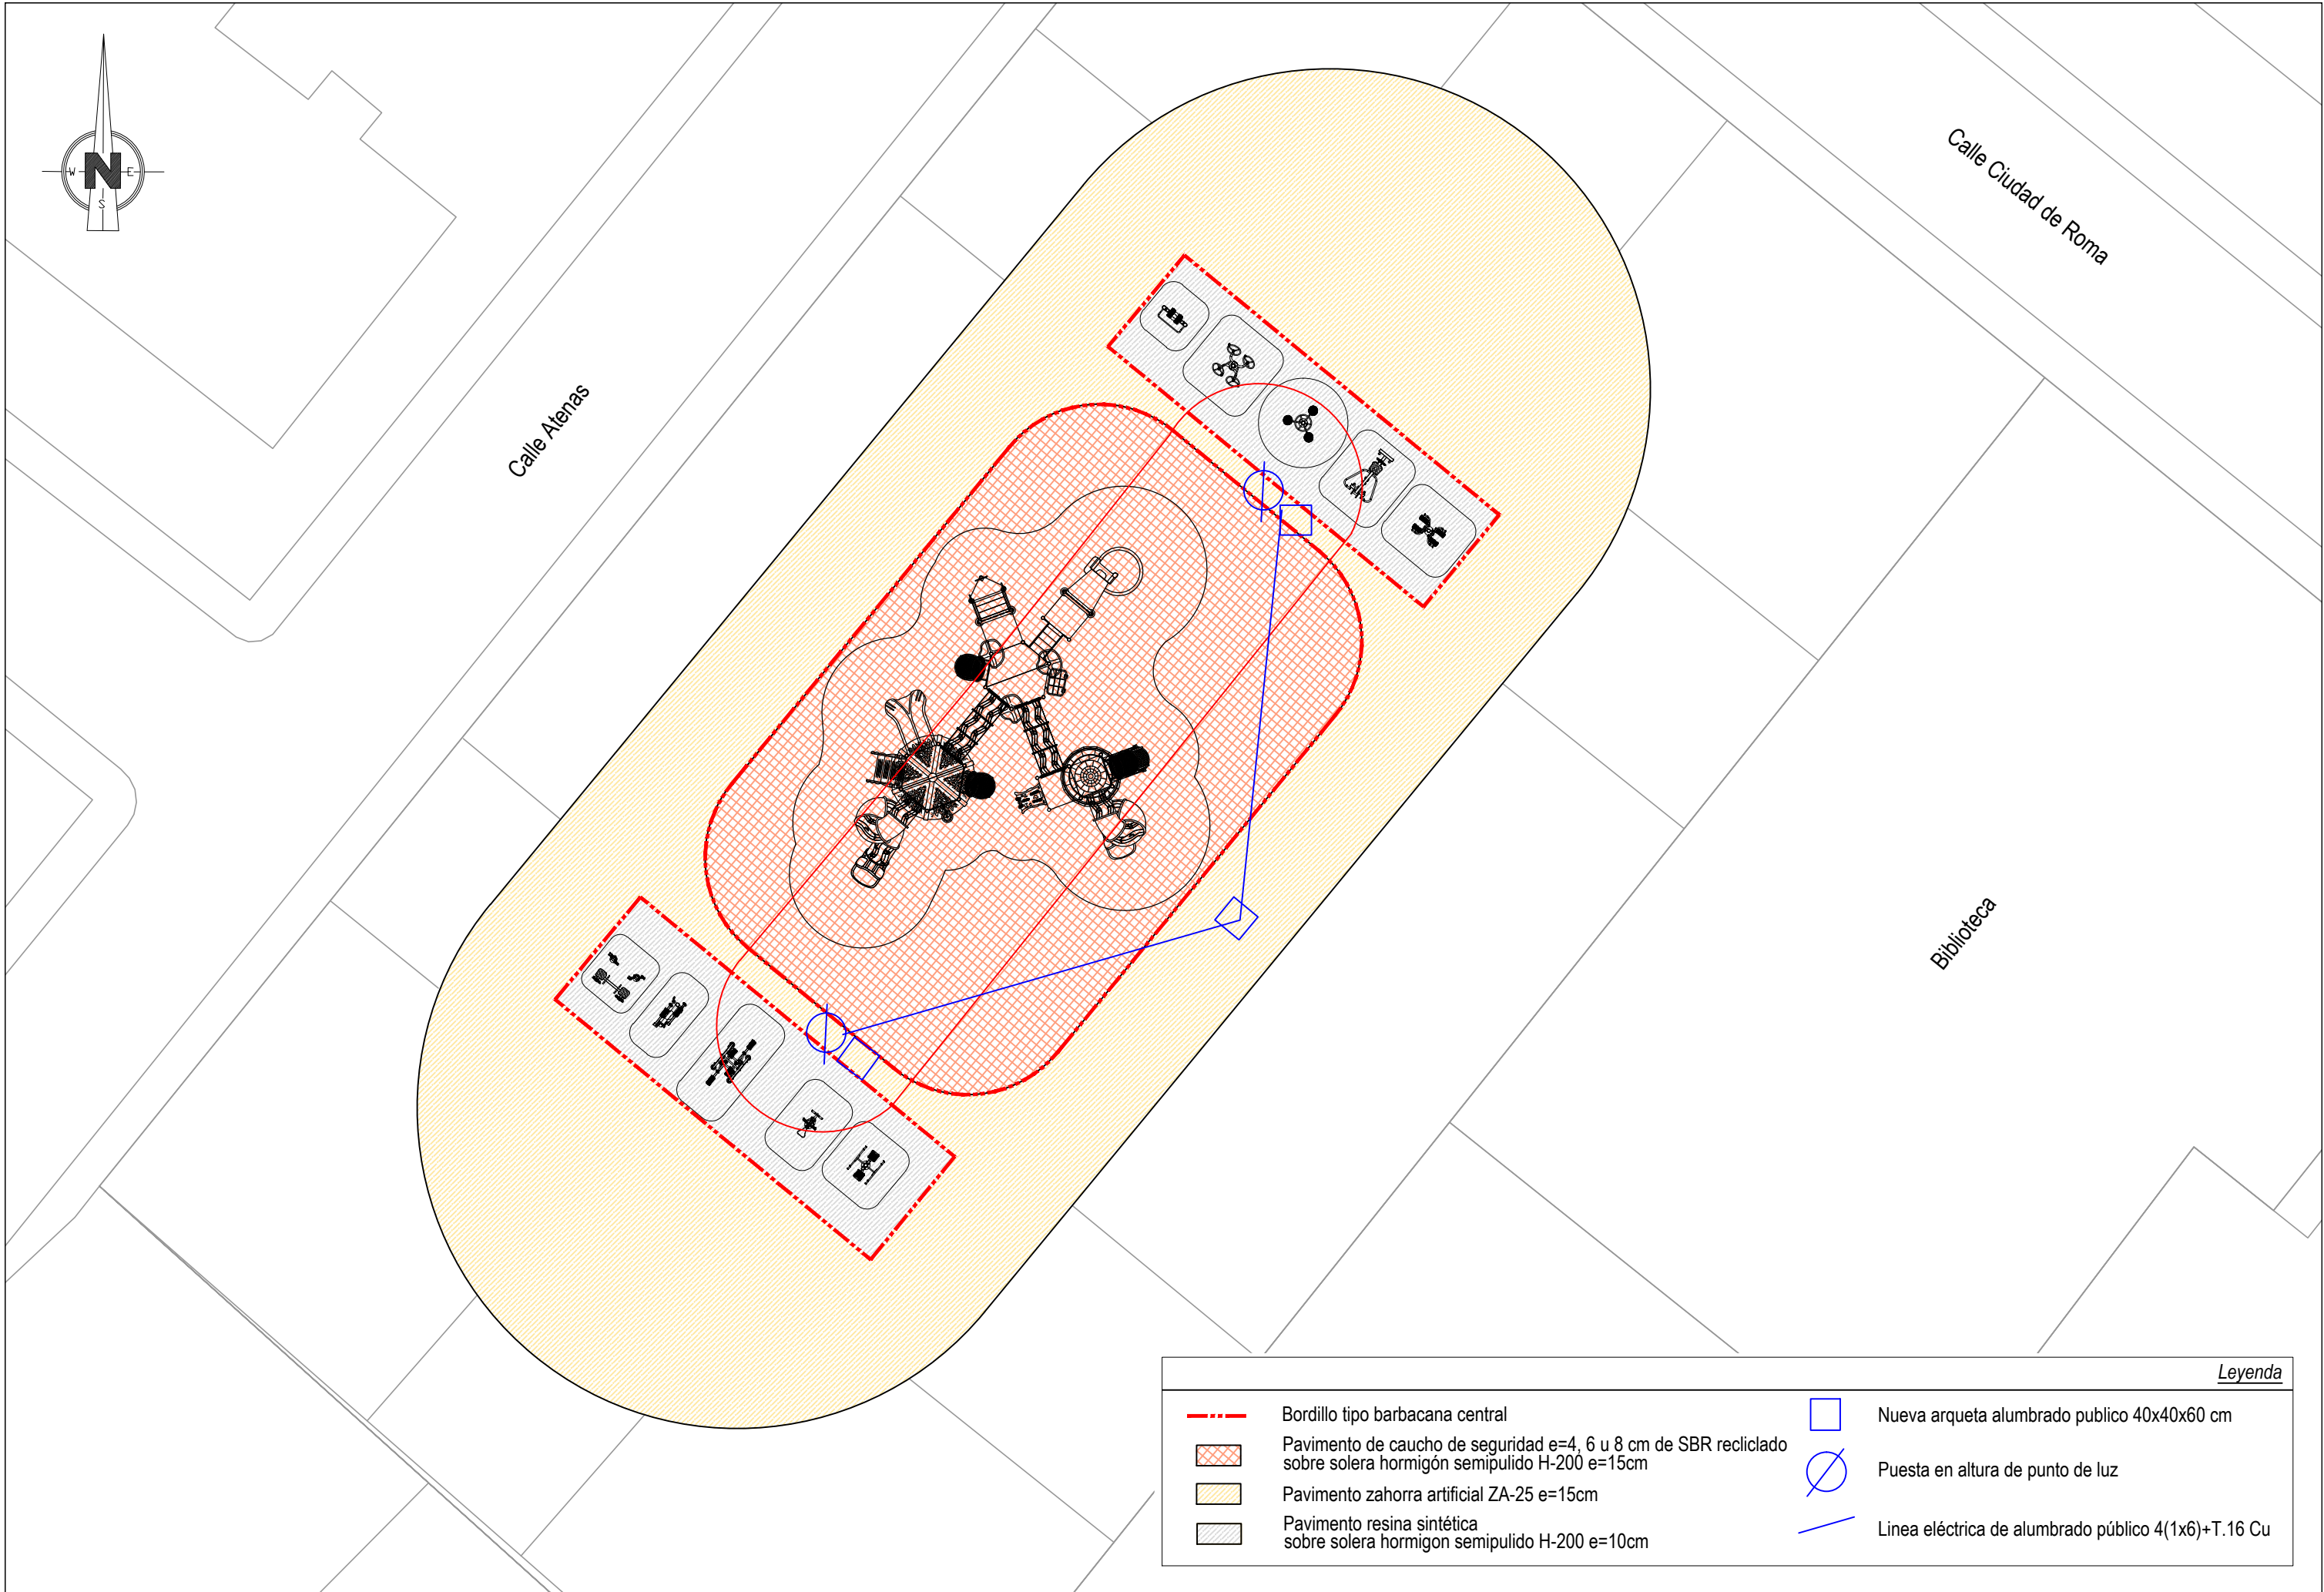 N
W
E
S
Calle Ciudad de Roma
Calle Atenas
Biblioteca
Leyenda
Bordillo tipo barbacana central
Pavimento de caucho de seguridad e=4, 6 u 8 cm de SBR recliclado
sobre solera hormigón semipulido H-200 e=15cm
Pavimento zahorra artificial ZA-25 e=15cm
Pavimento resina sintética
sobre solera hormigon semipulido H-200 e=10cm
Nueva arqueta alumbrado publico 40x40x60 cm
Puesta en altura de punto de luz
Linea eléctrica de alumbrado público 4(1x6)+T.16 Cu